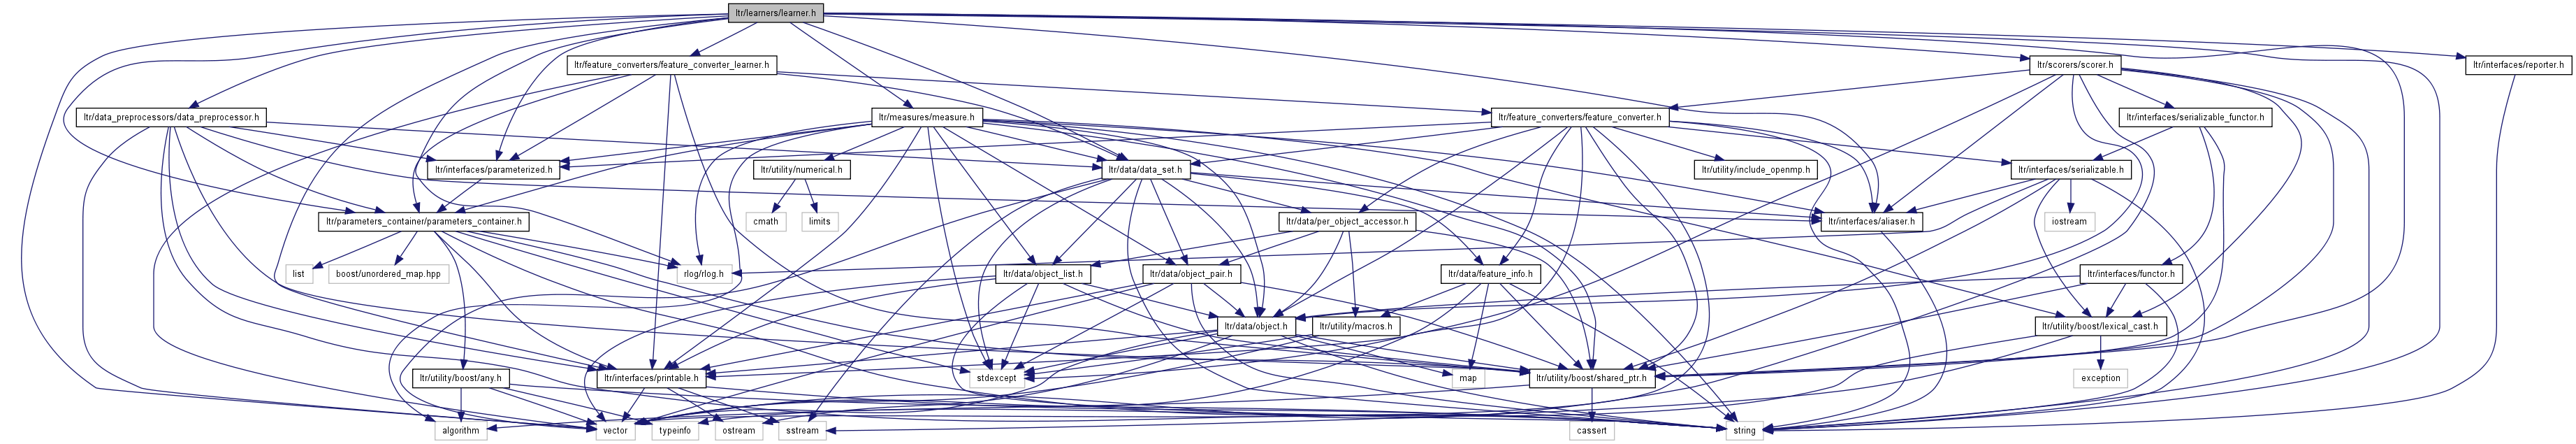 ltr/learners/learner.h
ltr/feature_converters/feature_converter_learner.h
ltr/scorers/scorer.h
ltr/interfaces/reporter.h
ltr/data_preprocessors/data_preprocessor.h
ltr/measures/measure.h
ltr/feature_converters/feature_converter.h
ltr/interfaces/serializable_functor.h
ltr/interfaces/parameterized.h
ltr/utility/numerical.h
ltr/data/data_set.h
ltr/utility/include_openmp.h
ltr/interfaces/serializable.h
ltr/parameters_container/parameters_container.h
cmath
limits
ltr/data/per_object_accessor.h
ltr/interfaces/aliaser.h
iostream
list
boost/unordered_map.hpp
rlog/rlog.h
ltr/data/object_list.h
ltr/data/object_pair.h
ltr/data/feature_info.h
ltr/interfaces/functor.h
ltr/data/object.h
ltr/utility/macros.h
ltr/utility/boost/lexical_cast.h
ltr/utility/boost/any.h
ltr/interfaces/printable.h
stdexcept
map
ltr/utility/boost/shared_ptr.h
exception
algorithm
vector
typeinfo
ostream
sstream
cassert
string